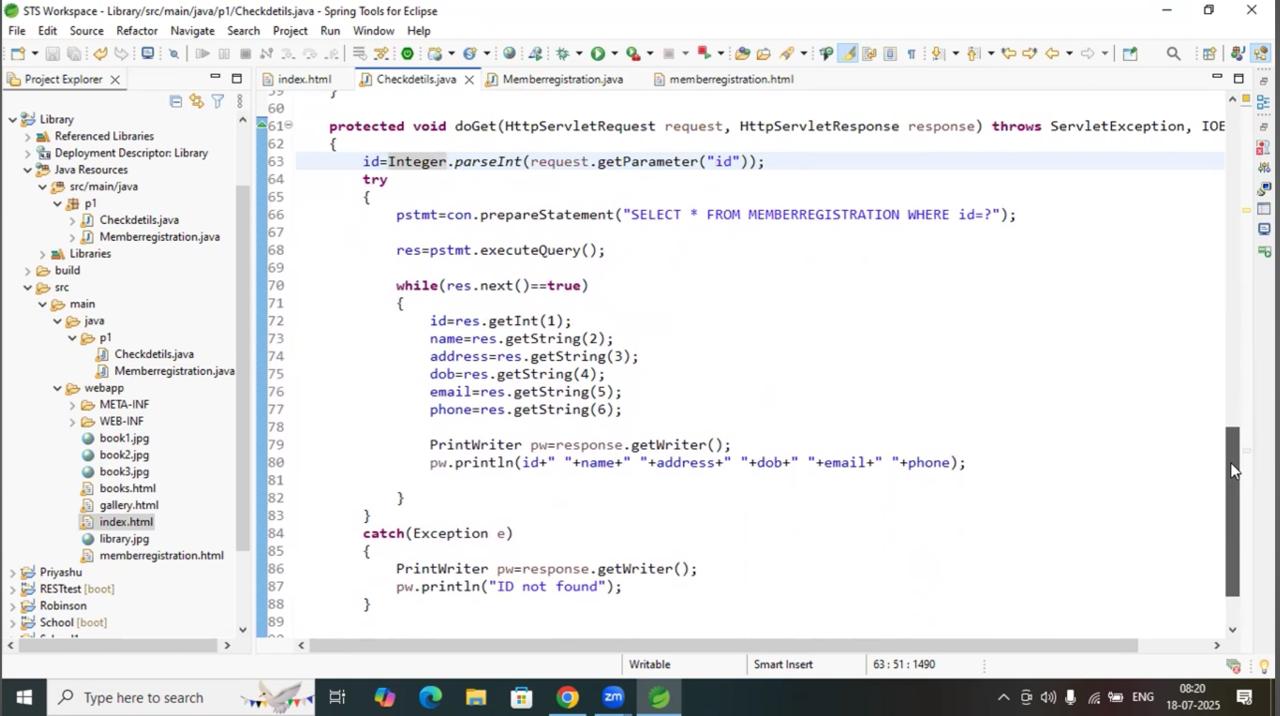 STS Workspace - Library/src/main/java/p1/Checkdetils.java - Spring Tools for Eclipse
File Edit Source Refactor Navigate Search Project Run Window Help
Project Explorer
index.html Checkdetils.java Memberregistration.java memberregistration.html
Library
Referenced Libraries
Deployment Descriptor: Library
Java Resources
src/main/java
p1
Checkdetils.java
Memberregistration.java
Libraries
build
src
main
java
p1
Checkdetils.java
Memberregistration.java
webapp
META-INF
WEB-INF
book1.jpg
book2.jpg
book3.jpg
books.html
gallery.html
index.html
library.jpg
memberregistration.html
Priyashu
RESTtest [boot]
Robinson
School [boot]
59 }
60
61 protected void doGet(HttpServletRequest request, HttpServletResponse response) throws ServletException, IOE
62 {
63 id=Integer.parseInt(request.getParameter("id"));
64 try
65 {
66 pstmt=con.prepareStatement("SELECT * FROM MEMBERREGISTRATION WHERE id=?");
67
68 res=pstmt.executeQuery();
69
70 while(res.next()==true)
71 {
72 id=res.getInt(1);
73 name=res.getString(2);
74 address=res.getString(3);
75 dob=res.getString(4);
76 email=res.getString(5);
77 phone=res.getString(6);
78
79 PrintWriter pw=response.getWriter();
80 pw.println(id+" "+name+" "+address+" "+dob+" "+email+" "+phone);
81
82 }
83 }
84 catch(Exception e)
85 {
86 PrintWriter pw=response.getWriter();
87 pw.println("ID not found");
88 }
89
Writable Smart Insert 63 : 51 : 1490
Type here to search
zm
ENG
08:20
18-07-2025